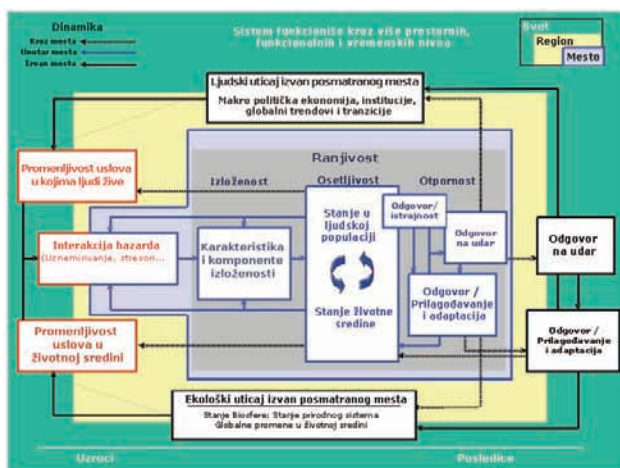 Dinamika
Kroz mesta
Unutar mesta
Izvan mesta
Sistem funkcioniše kroz više prostornih,
funkcionalnih i vremenskih nivoa
Svet
Region
Mesto
Ljudski uticaj izvan posmatranog mesta
Makro politička ekonomija, institucije,
globalni trendovi i tranzicije
Promenljivost uslova
u kojima ljudi žive
Ranjivost
Izloženost
Osetljivost
Otpornost
Interakcija hazarda
(Uznemiravanje, stresori...
Karakteristika
i komponente
izloženosti
Stanje u
ljudskoj
populaciji
Stanje životne
sredine
Odgovor/
istrajnost
Odgovor
na udar
Odgovor /
Prilagođavanje
i adaptacija
Odgovor
na udar
Odgovor /
Prilagođavanje
i adaptacija
Promenljivost
uslova u
životnoj sredini
Ekološki uticaj izvan posmatranog mesta
Stanje Biosfere: Stanje prirodnog sistema
Globalne promene u životnoj sredini
Uzroci
Posledice